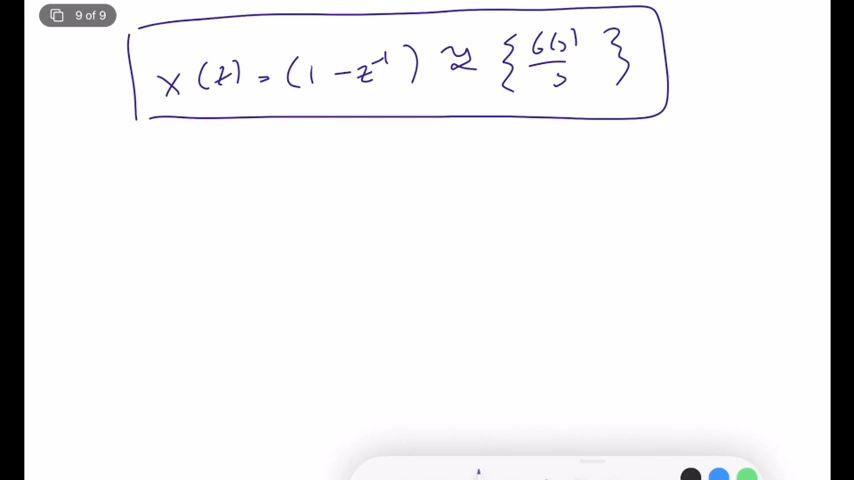 9 of 9
X(z) = (1 - z⁻¹) Z { G(s) / s }